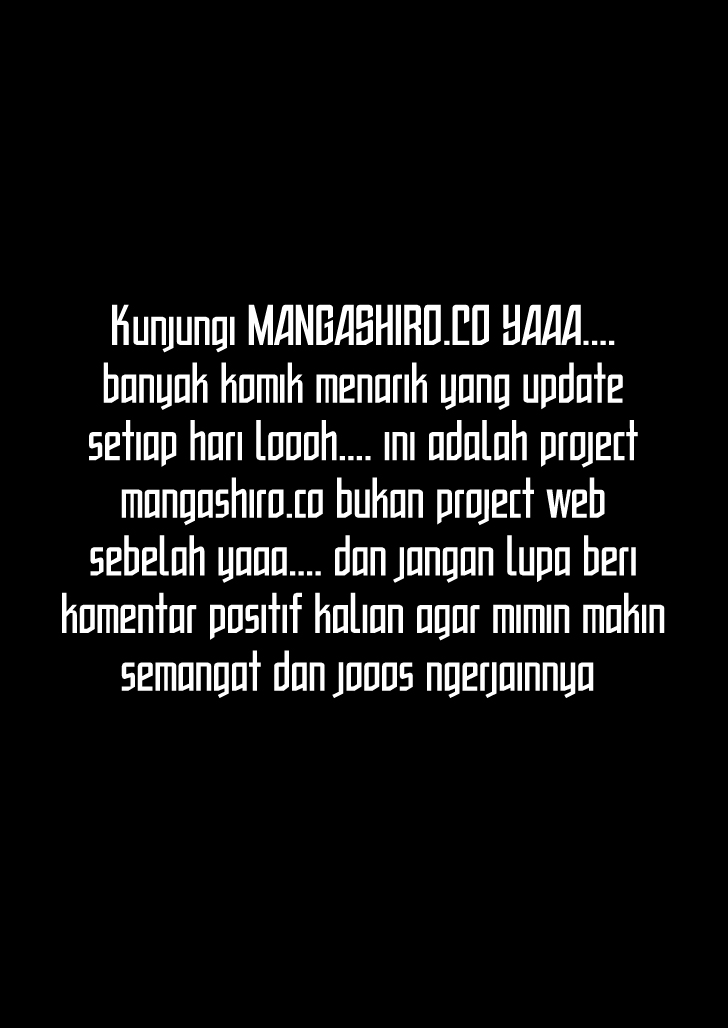 Kunjungi MANGASHIRO.CO YAAA....
banyak komik menarik yang update
setiap hari loooh.... ini adalah project
mangashiro.co bukan project web
sebelah yaaa.... dan jangan lupa beri
komentar positif kalian agar mimin makin
semangat dan jooos ngerjainnya